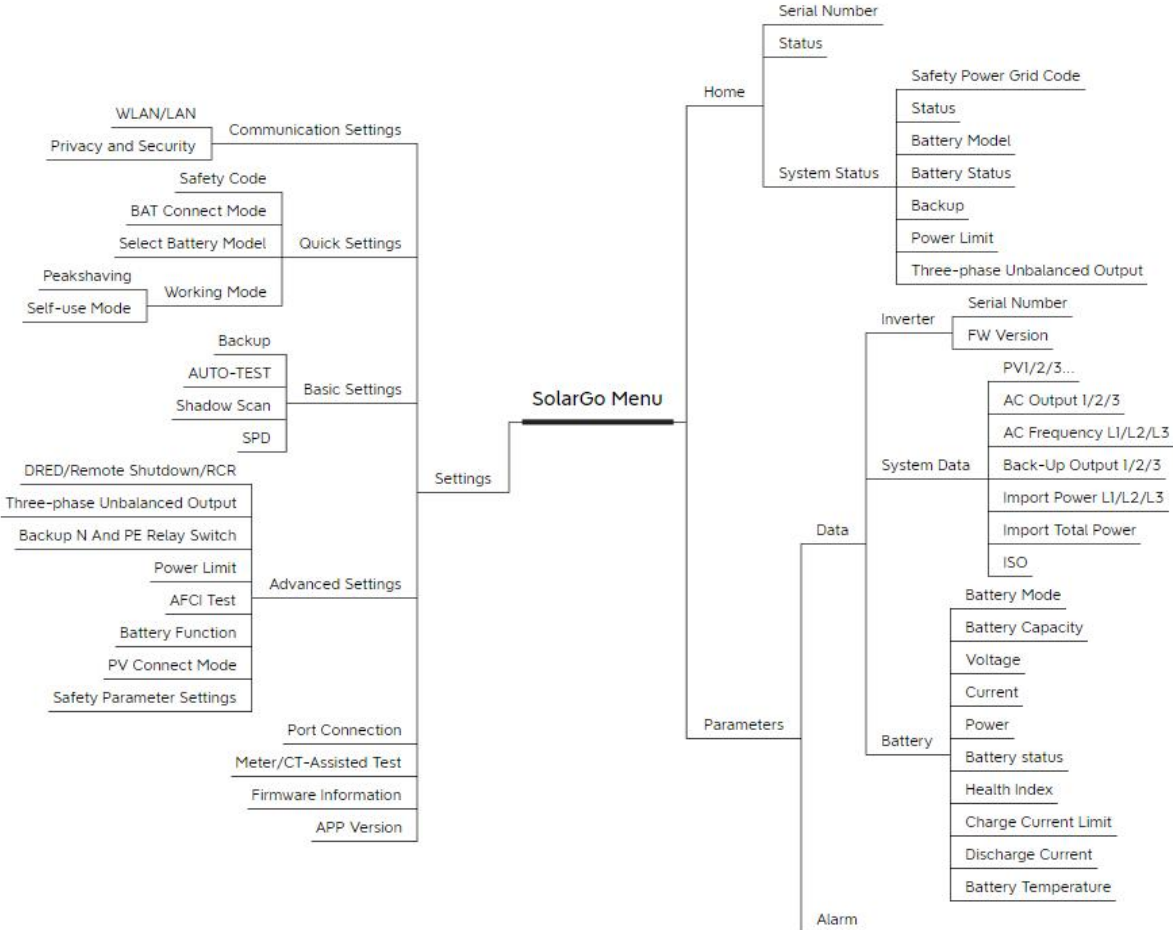 SolarGo Menu
Home
Serial Number
Status
System Status
Safety Power Grid Code
Status
Battery Model
Battery Status
Backup
Power Limit
Three-phase Unbalanced Output
Parameters
Data
Inverter
Serial Number
FW Version
System Data
PV1/2/3...
AC Output 1/2/3
AC Frequency L1/L2/L3
Back-Up Output 1/2/3
Import Power L1/L2/L3
Import Total Power
ISO
Battery
Battery Mode
Battery Capacity
Voltage
Current
Power
Battery status
Health Index
Charge Current Limit
Discharge Current
Battery Temperature
Alarm
Settings
Communication Settings
WLAN/LAN
Privacy and Security
Quick Settings
Safety Code
BAT Connect Mode
Select Battery Model
Working Mode
Peakshaving
Self-use Mode
Basic Settings
Backup
AUTO-TEST
Shadow Scan
SPD
Advanced Settings
DRED/Remote Shutdown/RCR
Three-phase Unbalanced Output
Backup N And PE Relay Switch
Power Limit
AFCI Test
Battery Function
PV Connect Mode
Safety Parameter Settings
Port Connection
Meter/CT-Assisted Test
Firmware Information
APP Version